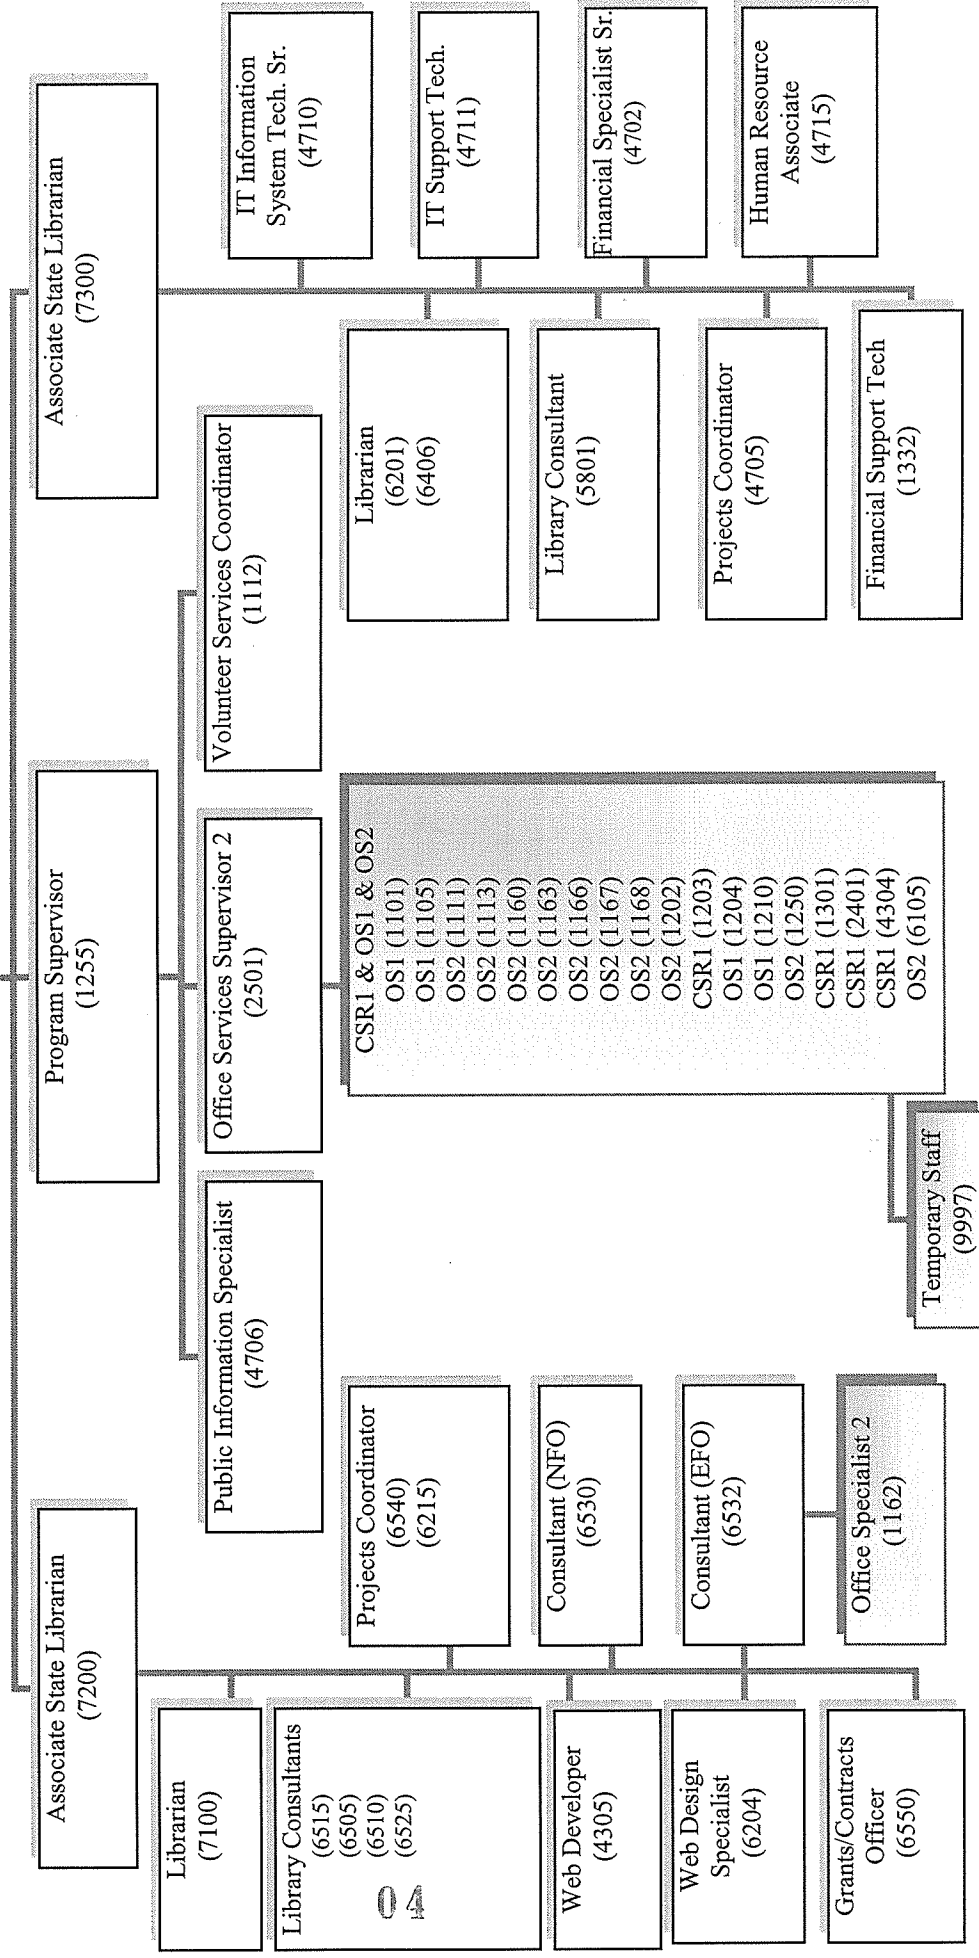 Associate State Librarian
(7200)
Librarian
(7100)
Library Consultants
(6515)
(6505)
(6510)
(6525)
04
Web Developer
(4305)
Web Design
Specialist
(6204)
Grants/Contracts
Officer
(6550)
Projects Coordinator
(6540)
(6215)
Consultant (NFO)
(6530)
Consultant (EFO)
(6532)
Office Specialist 2
(1162)
Program Supervisor
(1255)
Public Information Specialist
(4706)
Office Services Supervisor 2
(2501)
Volunteer Services Coordinator
(1112)
CSR1 & OS1 & OS2
OS1 (1101)
OS1 (1105)
OS2 (1111)
OS2 (1113)
OS2 (1160)
OS2 (1163)
OS2 (1166)
OS2 (1167)
OS2 (1168)
OS2 (1202)
CSR1 (1203)
OS1 (1204)
OS1 (1210)
OS2 (1250)
CSR1 (1301)
CSR1 (2401)
CSR1 (4304)
OS2 (6105)
Temporary Staff
(9997)
Associate State Librarian
(7300)
Librarian
(6201)
(6406)
Library Consultant
(5801)
Projects Coordinator
(4705)
Financial Support Tech
(1332)
IT Information
System Tech. Sr.
(4710)
IT Support Tech.
(4711)
Financial Specialist Sr.
(4702)
Human Resource
Associate
(4715)